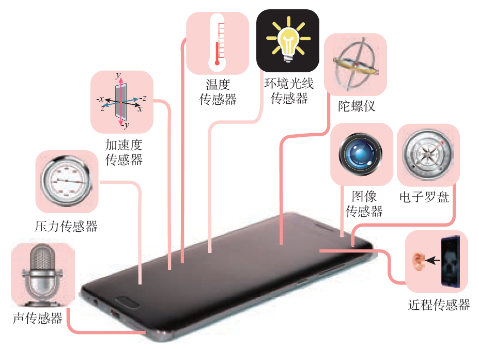 温度
传感器
环境光线
传感器
陀螺仪
y
-x
-z
z
x
-y
加速度
传感器
图像
传感器
电子罗盘
压力传感器
声传感器
近程传感器